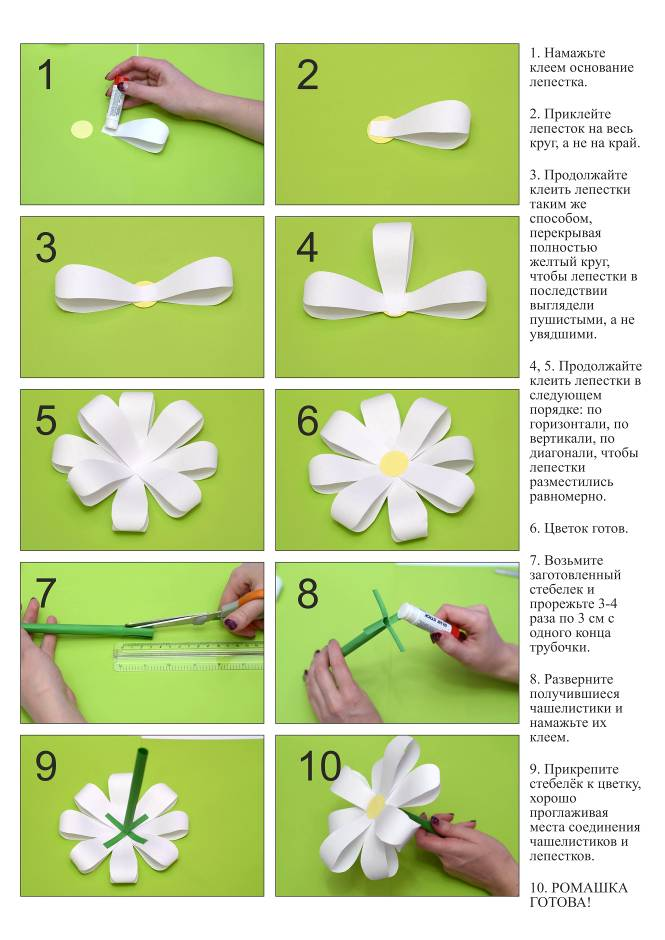 1
2
3
4
5
6
7
8
9
10
1. Намажьте
клеем основание
лепестка.
2. Приклейте
лепесток на весь
круг, а не на край.
3. Продолжайте
клеить лепестки
таким же
способом,
перекрывая
полностью
желтый круг,
чтобы лепестки в
последствии
выглядели
пушистыми, а не
увядшими.
4, 5. Продолжайте
клеить лепестки в
следующем
порядке: по
горизонтали, по
вертикали, по
диагонали, чтобы
лепестки
разместились
равномерно.
6. Цветок готов.
7. Возьмите
заготовленный
стебелек и
прорежьте 3-4
раза по 3 см с
одного конца
трубочки.
8. Разверните
получившиеся
чашелистики и
намажьте их
клеем.
9. Прикрепите
стебелёк к цветку,
хорошо
проглаживая
места соединения
чашелистиков и
лепестков.
10. РОМАШКА
ГОТОВА!